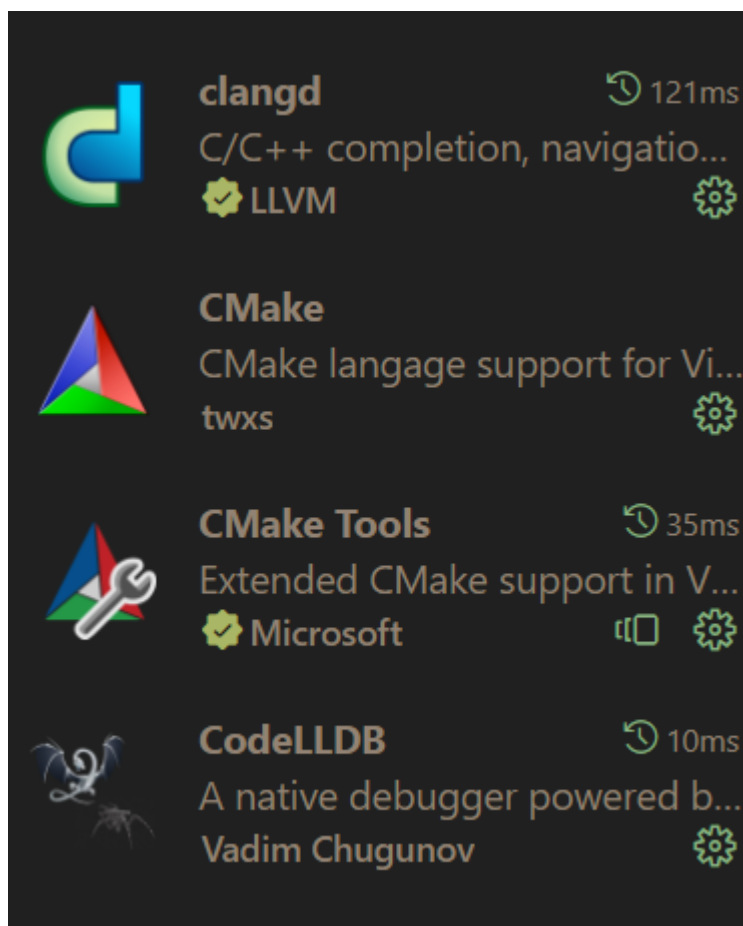 clangd 121ms
C/C++ completion, navigatio...
LLVM
CMake
CMake langage support for Vi...
twxs
CMake Tools 35ms
Extended CMake support in V...
Microsoft
CodeLLDB 10ms
A native debugger powered b...
Vadim Chugunov